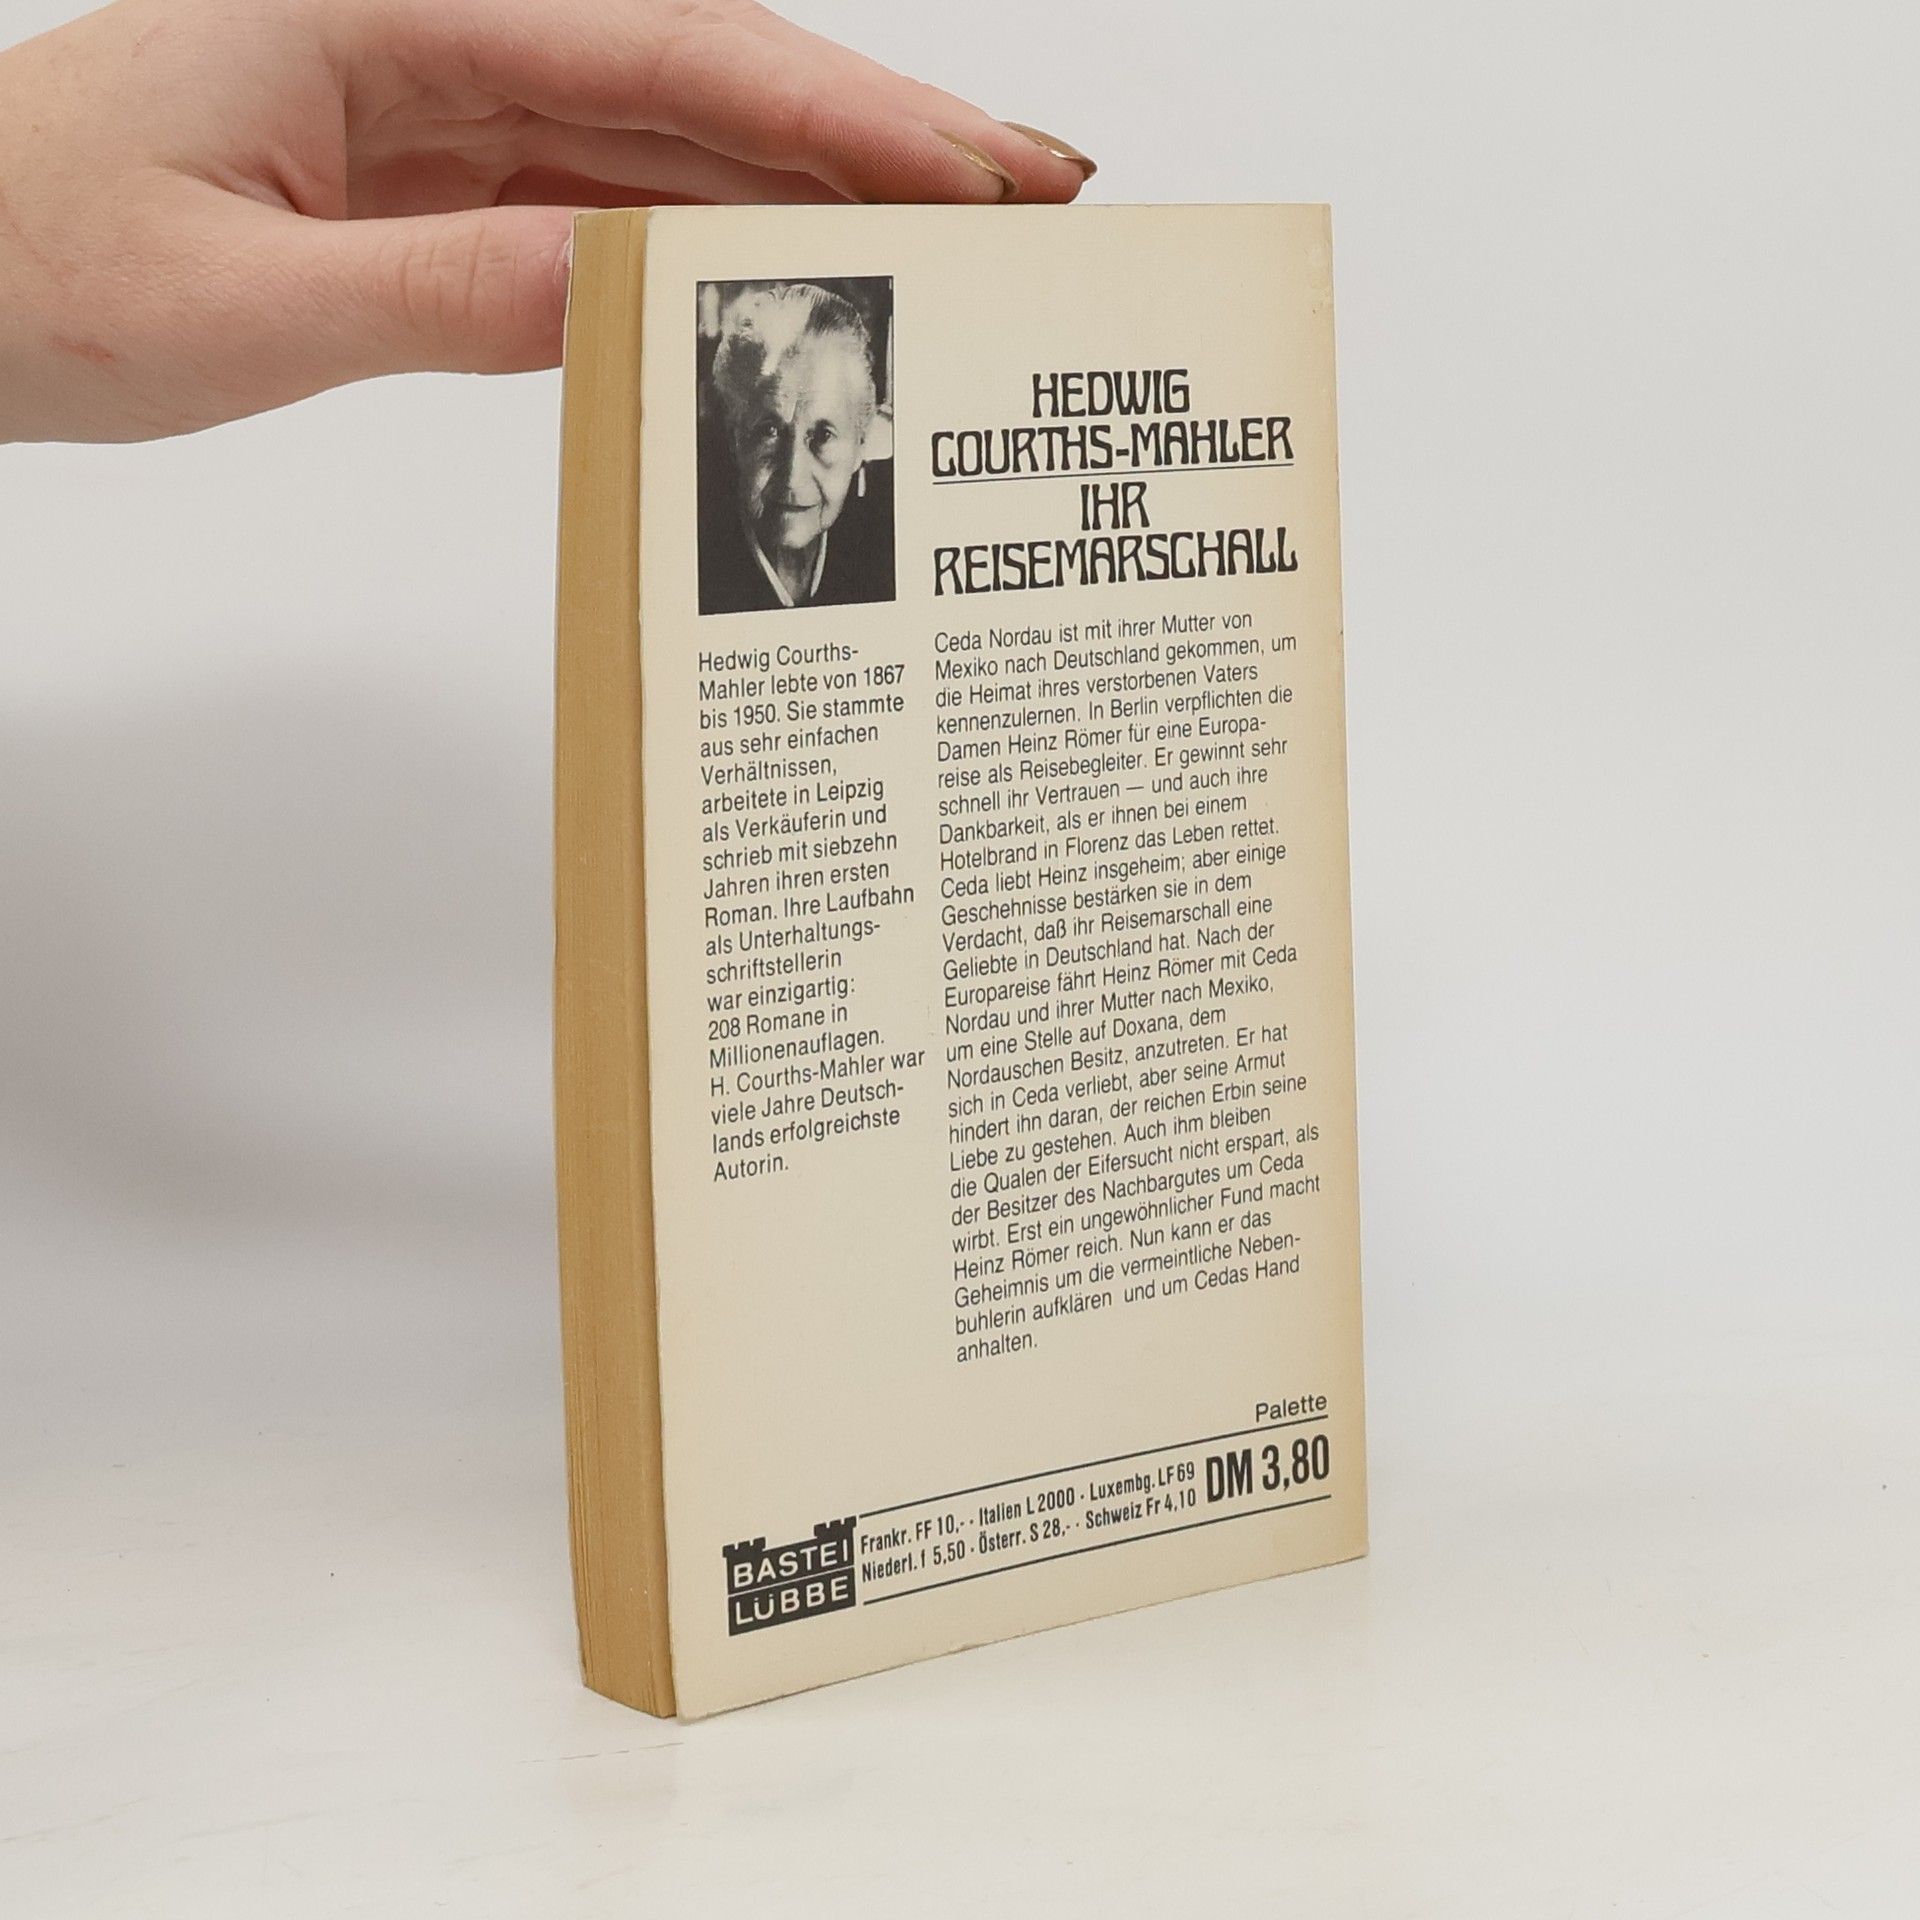 HEDWIG
COURTHS-MAHLER
IHR
REISEMARSCHALL
Hedwig Courths-
Mahler lebte von 1867
bis 1950. Sie stammte
aus sehr einfachen
Verhältnissen,
arbeitete in Leipzig
als Verkäuferin und
schrieb mit siebzehn
Jahren ihren ersten
Roman. Ihre Laufbahn
als Unterhaltungs-
schriftstellerin
war einzigartig:
208 Romane in
Millionenauflagen.
H. Courths-Mahler war
viele Jahre Deutsch-
lands erfolgreichste
Autorin.
Ceda Nordau ist mit ihrer Mutter von
Mexiko nach Deutschland gekommen, um
die Heimat ihres verstorbenen Vaters
kennenzulernen. In Berlin verpflichten die
Damen Heinz Römer für eine Europa-
reise als Reisebegleiter. Er gewinnt sehr
schnell ihr Vertrauen — und auch ihre
Dankbarkeit, als er ihnen bei einem
Hotelbrand in Florenz das Leben rettet.
Ceda liebt Heinz insgeheim; aber einige
Geschehnisse bestärken sie in dem
Verdacht, daß ihr Reisemarschall eine
Geliebte in Deutschland hat. Nach der
Europareise fährt Heinz Römer mit Ceda
Nordau und ihrer Mutter nach Mexiko,
um eine Stelle auf Doxana, dem
Nordauschen Besitz, anzutreten. Er hat
sich in Ceda verliebt, aber seine Armut
hindert ihn daran, der reichen Erbin seine
Liebe zu gestehen. Auch ihm bleiben
die Qualen der Eifersucht nicht erspart, als
der Besitzer des Nachbargutes um Ceda
wirbt. Erst ein ungewöhnlicher Fund macht
Heinz Römer reich. Nun kann er das
Geheimnis um die vermeintliche Neben-
buhlerin aufklären und um Cedas Hand
anhalten.
Palette
BASTEI
LÜBBE
Frankr. FF 10,- · Italien L 2000 · Luxembg. LF 69
Niederl. f 5,50 · Österr. S 28,- · Schweiz Fr 4,10
DM 3,80